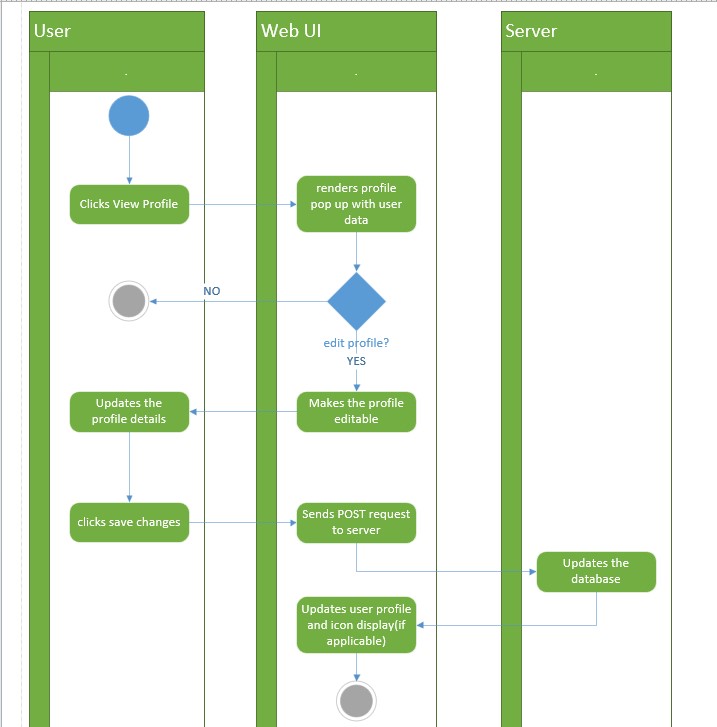 User
Web UI
Server
.
.
.
Clicks View Profile
renders profile
pop up with user
data
NO
edit profile?
YES
Updates the
profile details
Makes the profile
editable
clicks save changes
Sends POST request
to server
Updates the
database
Updates user profile
and icon display(if
applicable)